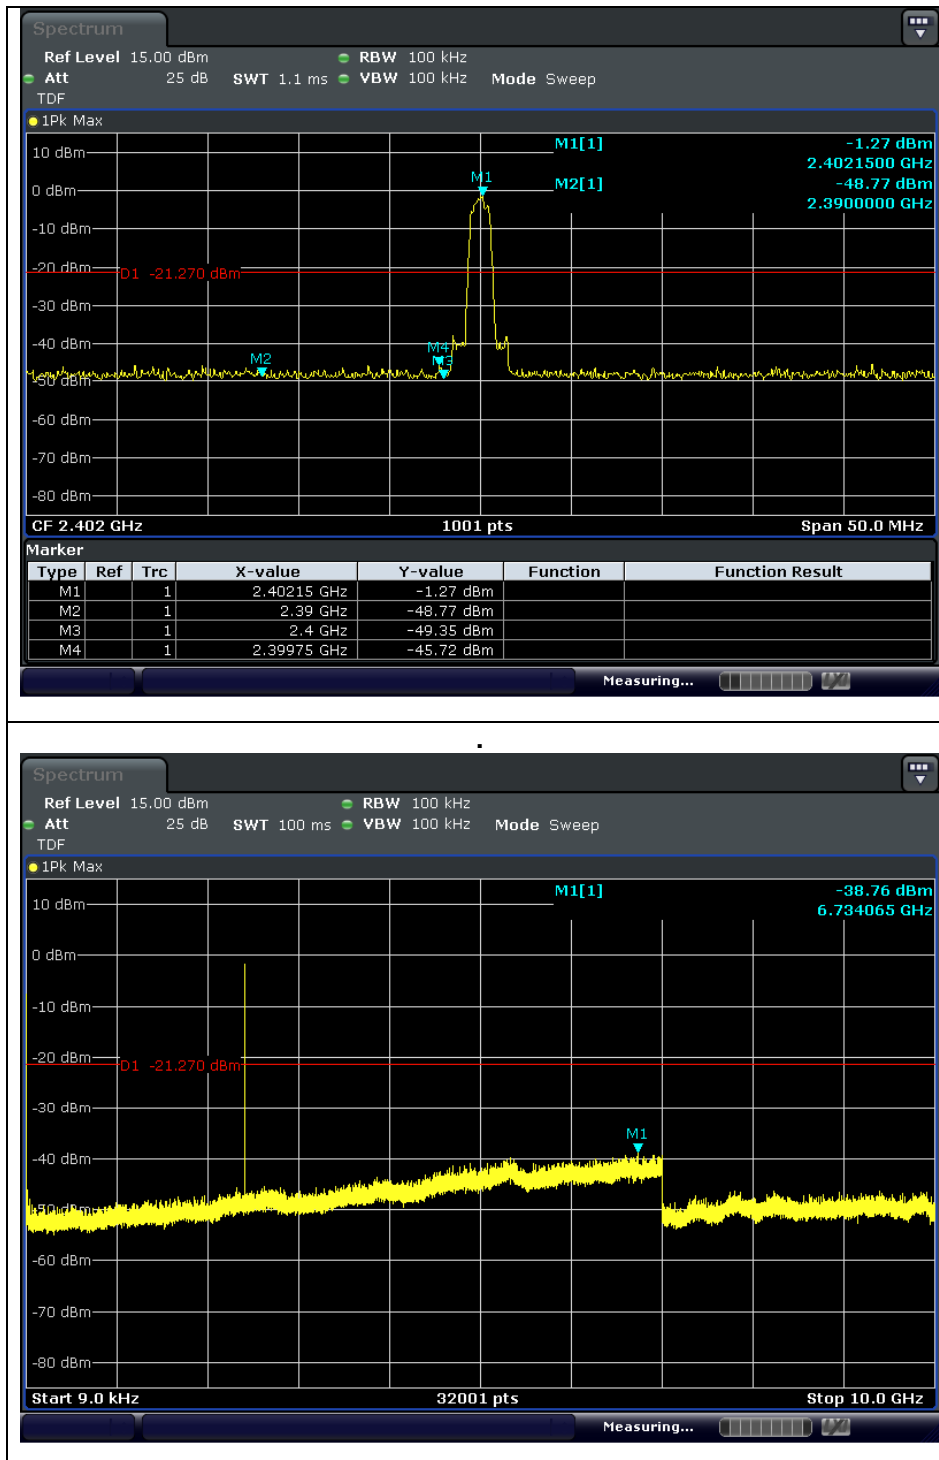 Spectrum
Ref Level 15.00 dBm RBW 100 kHz
Att 25 dB SWT 1.1 ms VBW 100 kHz Mode Sweep
TDF
1Pk Max
M1[1] -1.27 dBm
2.4021500 GHz
M2[1] -48.77 dBm
2.3900000 GHz
10 dBm
M1
0 dBm
-10 dBm
-20 dBm
D1 -21.270 dBm
-30 dBm
-40 dBm
M2
M4
M3
-50 dBm
-60 dBm
-70 dBm
-80 dBm
CF 2.402 GHz 1001 pts Span 50.0 MHz
Marker
Type Ref Trc X-value Y-value Function Function Result
M1 1 2.40215 GHz -1.27 dBm
M2 1 2.39 GHz -48.77 dBm
M3 1 2.4 GHz -49.35 dBm
M4 1 2.39975 GHz -45.72 dBm
Measuring...
.
Spectrum
Ref Level 15.00 dBm RBW 100 kHz
Att 25 dB SWT 100 ms VBW 100 kHz Mode Sweep
TDF
1Pk Max
M1[1] -38.76 dBm
6.734065 GHz
10 dBm
0 dBm
-10 dBm
-20 dBm
D1 -21.270 dBm
-30 dBm
M1
-40 dBm
-50 dBm
-60 dBm
-70 dBm
-80 dBm
Start 9.0 kHz 32001 pts Stop 10.0 GHz
Measuring...